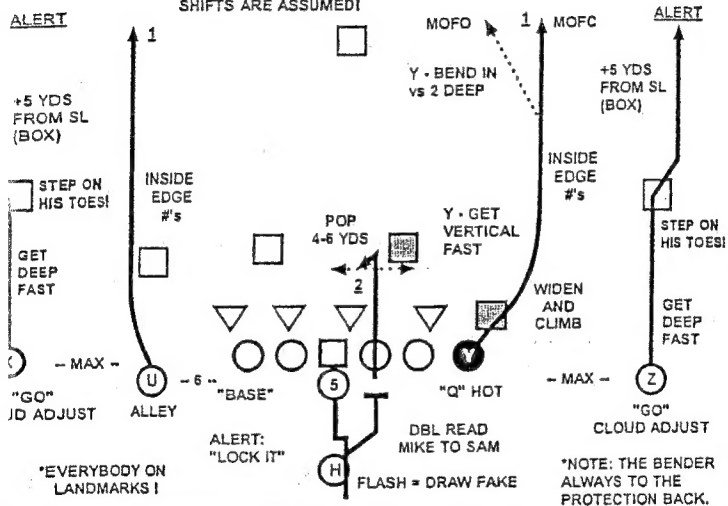 SHIFTS ARE ASSUMED!
ALERT
1
+5 YDS
FROM SL
(BOX)
STEP ON
HIS TOES!
INSIDE
EDGE
#'s
GET
DEEP
FAST
MOFO
1
MOFC
Y - BEND IN
vs 2 DEEP
ALERT
+5 YDS
FROM SL
(BOX)
INSIDE
EDGE
#'s
STEP ON
HIS TOES!
POP
4-6 YDS
Y - GET
VERTICAL
FAST
2
WIDEN
AND
CLIMB
GET
DEEP
FAST
- MAX -
U
- 6 -
"BASE"
5
Y
"Q" HOT
- MAX -
Z
"GO"
ALLEY
"GO"
CLOUD ADJUST
ADJUST
ALERT:
"LOCK IT"
DBL READ
MIKE TO SAM
H
FLASH = DRAW FAKE
*EVERYBODY ON
LANDMARKS !
*NOTE: THE BENDER
ALWAYS TO THE
PROTECTION BACK.